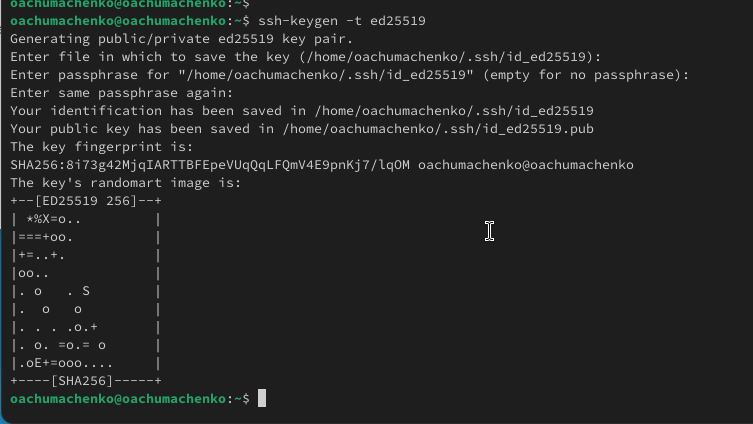 oachumachenko@oachumachenko:~$
oachumachenko@oachumachenko:~$ ssh-keygen -t ed25519
Generating public/private ed25519 key pair.
Enter file in which to save the key (/home/oachumachenko/.ssh/id_ed25519):
Enter passphrase for "/home/oachumachenko/.ssh/id_ed25519" (empty for no passphrase):
Enter same passphrase again:
Your identification has been saved in /home/oachumachenko/.ssh/id_ed25519
Your public key has been saved in /home/oachumachenko/.ssh/id_ed25519.pub
The key fingerprint is:
SHA256:8i73g42MjqIARTTBFEpeVUqQqLFQmV4E9pnKj7/lqOM oachumachenko@oachumachenko
The key's randomart image is:
+--[ED25519 256]--+
| *%X=o..         |
|===+oo.          |
|+=..+.           |
|oo..             |
|. o   . S        |
|.  o   o         |
|. . . .o.+       |
|. o. =o.= o      |
|.oE+=ooo....     |
+----[SHA256]-----+
oachumachenko@oachumachenko:~$